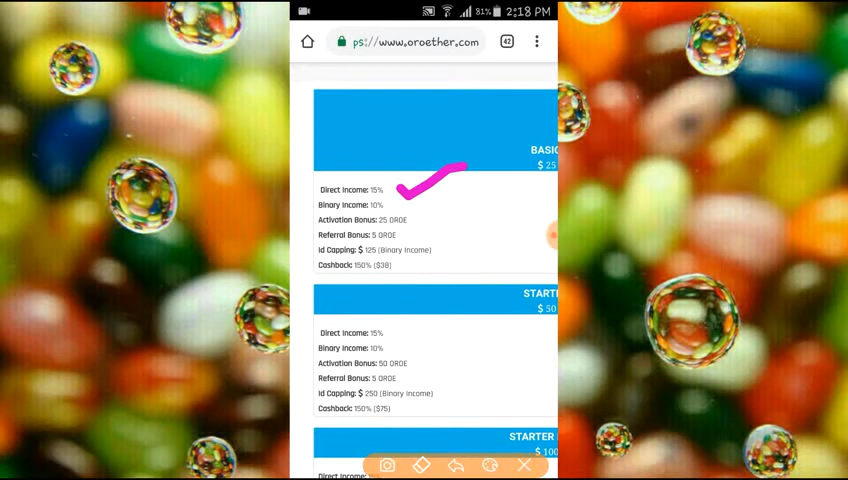 81% 2:18 PM
ps://www.oroether.com
42
BASIC
$ 25
Direct Income: 15%
Binary Income: 10%
Activation Bonus: 25 OROE
Referral Bonus: 5 OROE
Id Capping: $ 125 (Binary Income)
Cashback: 150% ($38)
STARTE
$ 50
Direct Income: 15%
Binary Income: 10%
Activation Bonus: 50 OROE
Referral Bonus: 5 OROE
Id Capping: $ 250 (Binary Income)
Cashback: 150% ($75)
STARTER
$ 100
Direct Income: